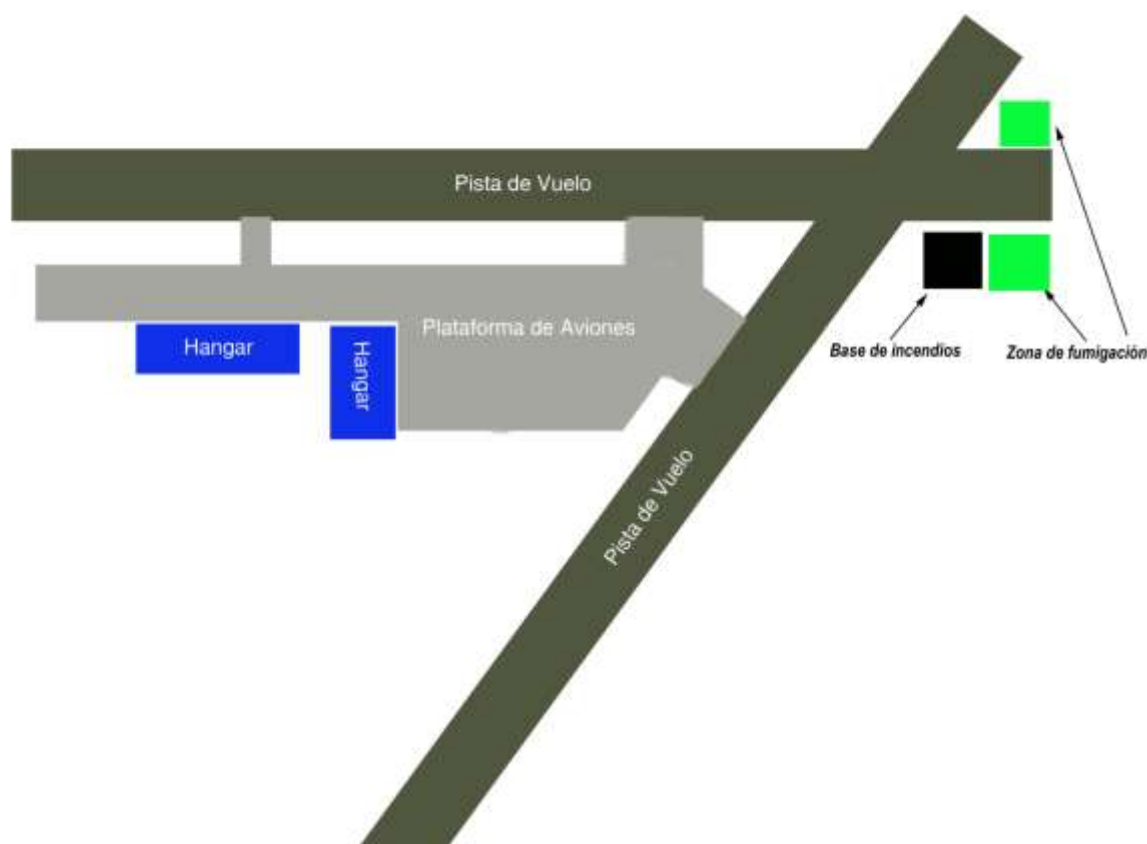 Pista de Vuelo
Plataforma de Aviones
Hangar
Hangar
Base de incendios
Zona de fumigación
Pista de Vuelo